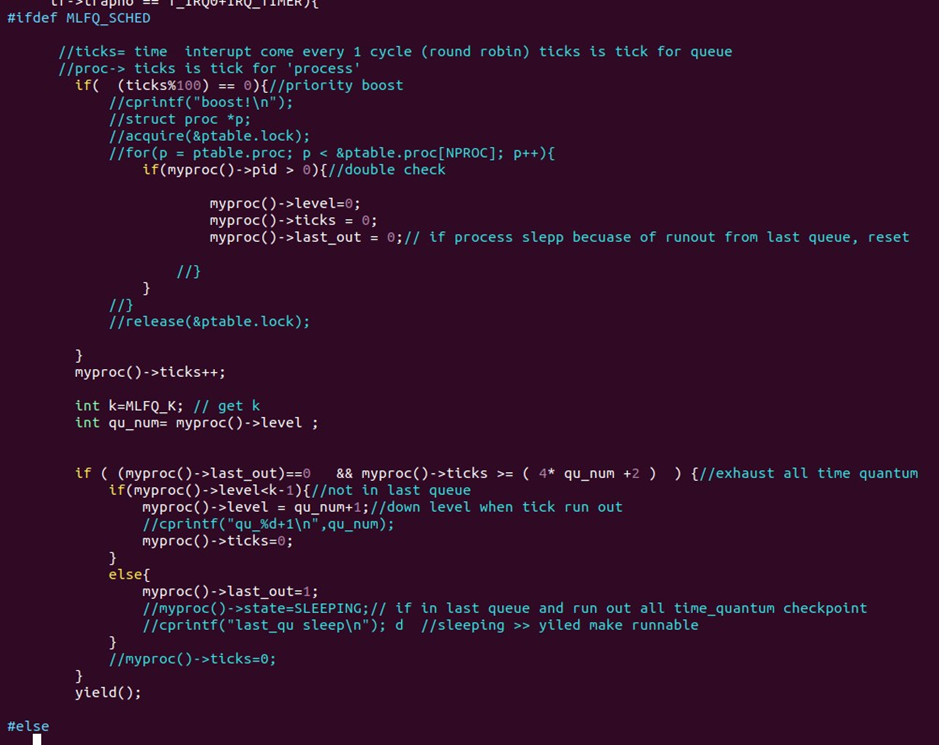 tf->trapno == T_IRQ0+IRQ_TIMER){
#ifdef MLFQ_SCHED
//ticks= time  interupt come every 1 cycle (round robin) ticks is tick for queue
//proc-> ticks is tick for 'process'
if(  (ticks%100) == 0){//priority boost
//cprintf("boost!\n");
//struct proc *p;
//acquire(&ptable.lock);
//for(p = ptable.proc; p < &ptable.proc[NPROC]; p++){
if(myproc()->pid > 0){//double check
myproc()->level=0;
myproc()->ticks = 0;
myproc()->last_out = 0;// if process slepp becuase of runout from last queue, reset
//}
}
//}
//release(&ptable.lock);
}
myproc()->ticks++;
int k=MLFQ_K; // get k
int qu_num= myproc()->level ;
if ( (myproc()->last_out)==0   && myproc()->ticks >= ( 4* qu_num +2 )  ) {//exhaust all time quantum
if(myproc()->level<k-1){//not in last queue
myproc()->level = qu_num+1;//down level when tick run out
//cprintf("qu_%d+1\n",qu_num);
myproc()->ticks=0;
}
else{
myproc()->last_out=1;
//myproc()->state=SLEEPING;// if in last queue and run out all time_quantum checkpoint
//cprintf("last_qu sleep\n"); d  //sleeping >> yiled make runnable
}
//myproc()->ticks=0;
}
yield();
#else